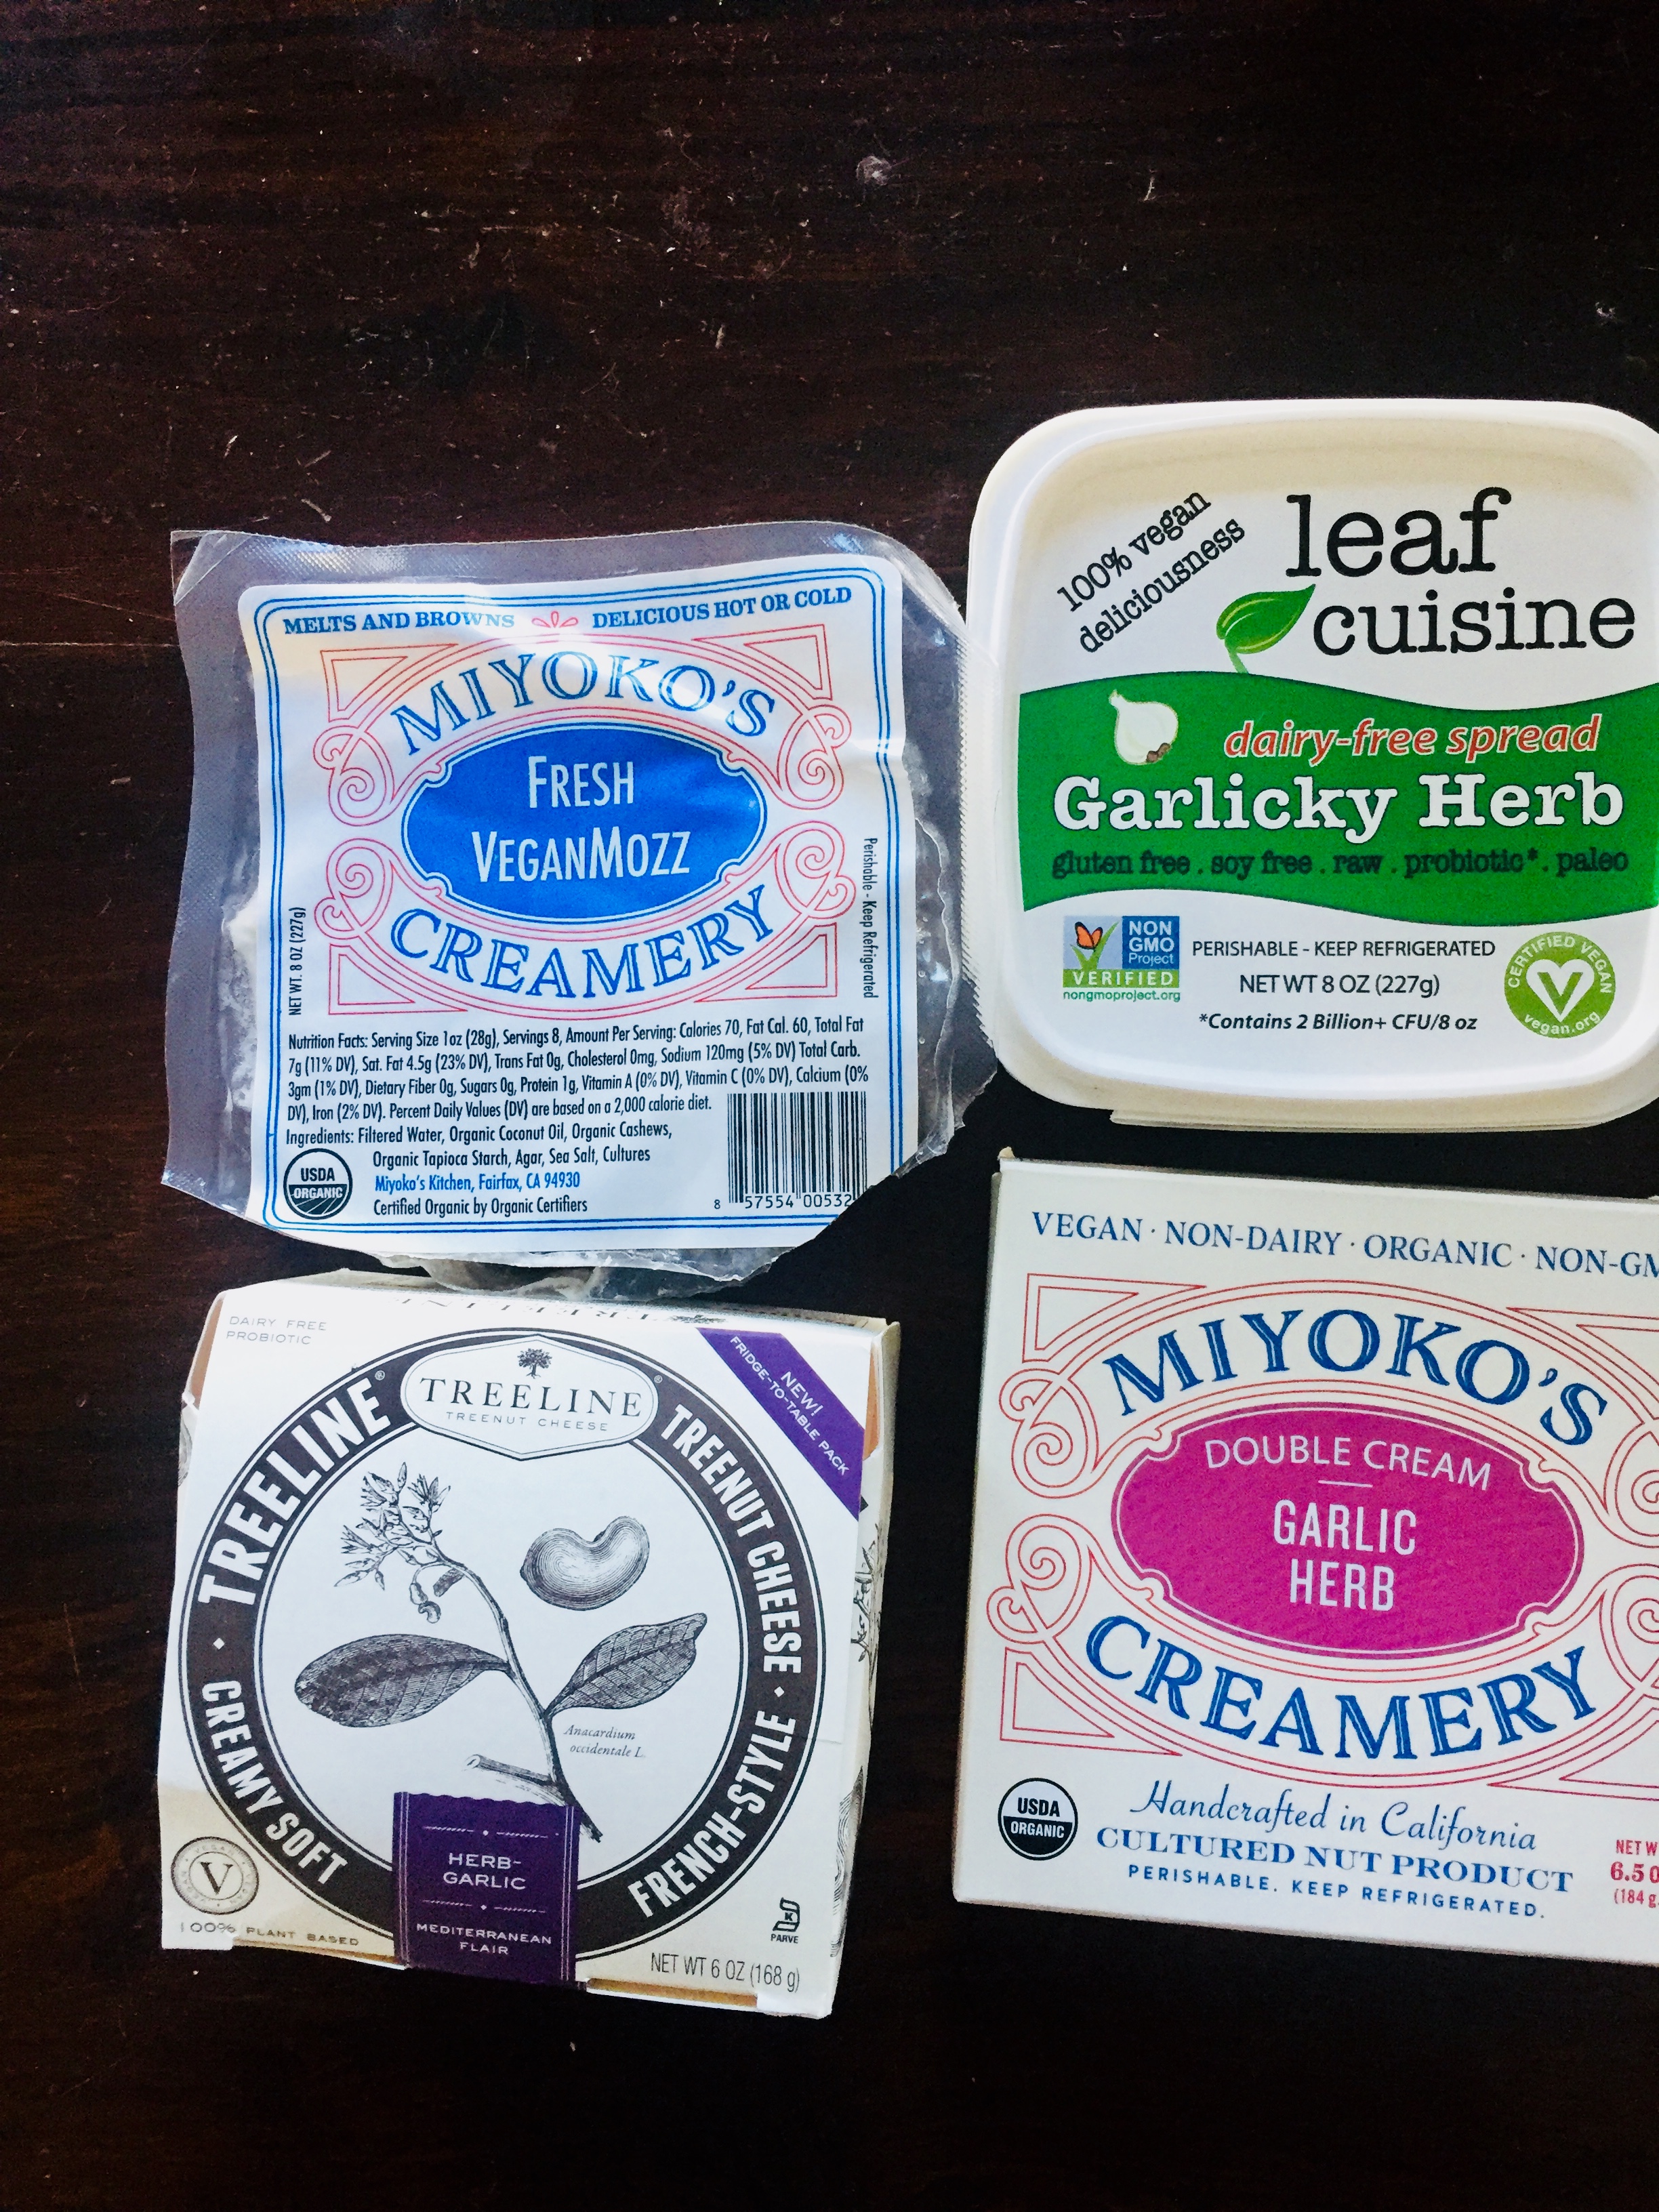 MELTS AND BROWNS DELICIOUS HOT OR COLD
MIYOKO'S
FRESH
VEGANMOZZ
CREAMERY
NET WT. 8 OZ (227g)
Perishable - Keep Refrigerated
Nutrition Facts: Serving Size 1oz (28g), Servings 8, Amount Per Serving: Calories 70, Fat Cal. 60, Total Fat
7g (11% DV), Sat. Fat 4.5g (23% DV), Trans Fat 0g, Cholesterol 0mg, Sodium 120mg (5% DV) Total Carb.
3gm (1% DV), Dietary Fiber 0g, Sugars 0g, Protein 1g, Vitamin A (0% DV), Vitamin C (0% DV), Calcium (0%
DV), Iron (2% DV). Percent Daily Values (DV) are based on a 2,000 calorie diet.
Ingredients: Filtered Water, Organic Coconut Oil, Organic Cashews,
Organic Tapioca Starch, Agar, Sea Salt, Cultures
Miyoko's Kitchen, Fairfax, CA 94930
Certified Organic by Organic Certifiers
USDA
ORGANIC
8 57554 00532
100% vegan
deliciousness
leaf
cuisine
dairy-free spread
Garlicky Herb
gluten free . soy free . raw . probiotic* . paleo
NON
GMO
Project
VERIFIED
nongmoproject.org
PERISHABLE - KEEP REFRIGERATED
NET WT 8 OZ (227g)
*Contains 2 Billion+ CFU/8 oz
CERTIFIED VEGAN
V
vegan.org
DAIRY FREE
PROBIOTIC
NEW!
FRIDGE-TO-TABLE PACK
TREELINE®
TREENUT CHEESE
TREELINE®
TREENUT CHEESE
FRENCH-STYLE
CREAMY SOFT
Anacardium
occidentale L.
HERB-
GARLIC
MEDITERRANEAN
FLAIR
V
100% PLANT BASED
K
PARVE
NET WT 6 OZ (168 g)
VEGAN · NON-DAIRY · ORGANIC · NON-GM
MIYOKO'S
DOUBLE CREAM
GARLIC
HERB
CREAMERY
USDA
ORGANIC
Handcrafted in California
CULTURED NUT PRODUCT
PERISHABLE. KEEP REFRIGERATED.
NET W
6.5 O
(184 g